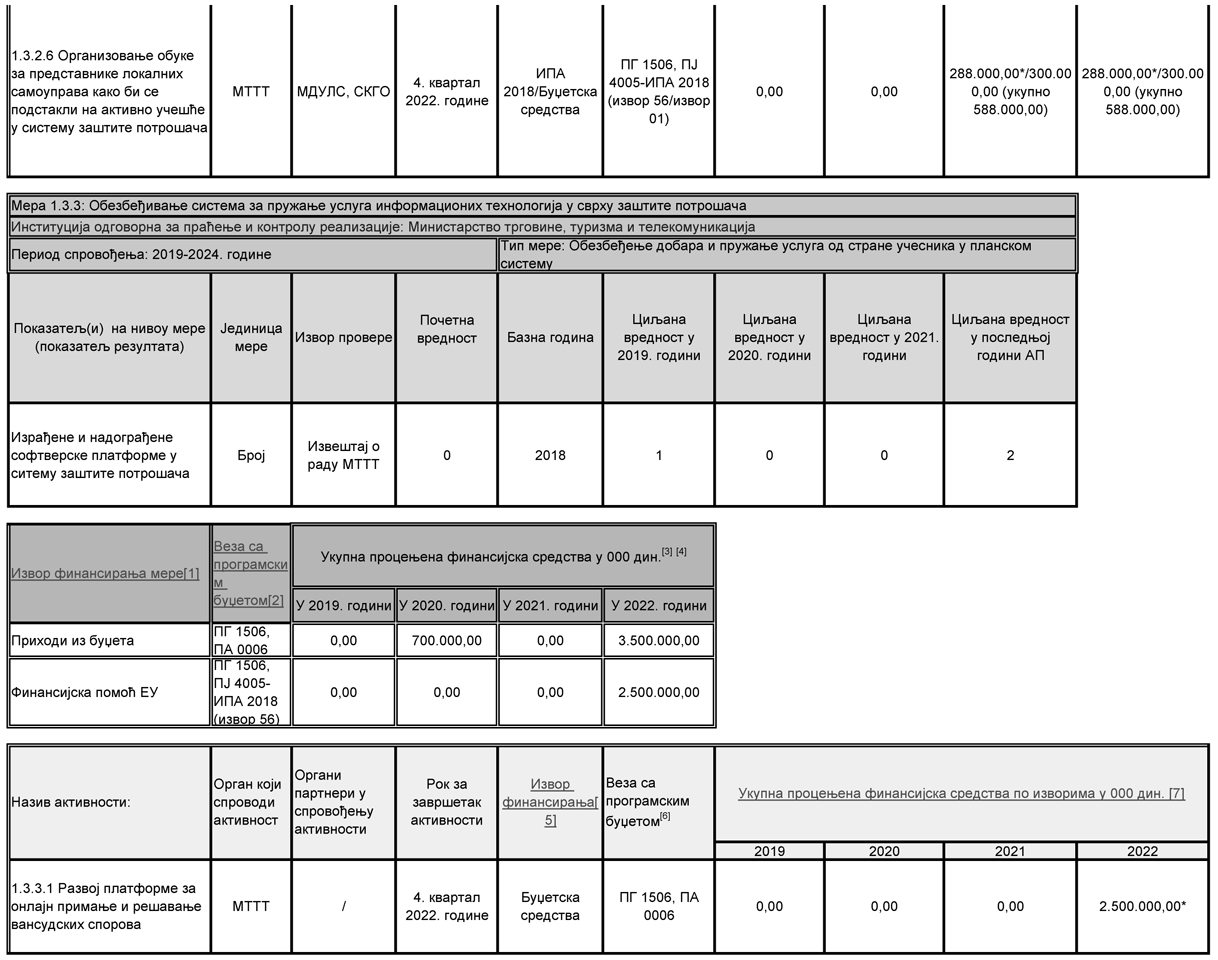 1.3.2.6 Организовање обуке
за представнике локалних
самоуправа како би се
подстакли на активно учешће
у систему заштите потрошача
МТТТ
МДУЛС, СКГО
4. квартал
2022. године
ИПА
2018/Буџетска
средства
ПГ 1506, ПЈ
4005-ИПА 2018
(извор 56/извор
01)
0,00
0,00
288.000,00*/300.00
0,00 (укупно
588.000,00)
288.000,00*/300.00
0,00 (укупно
588.000,00)
Мера 1.3.3: Обезбеђивање система за пружање услуга информационих технологија у сврху заштите потрошача
Институција одговорна за праћење и контролу реализације: Министарство трговине, туризма и телекомуникација
Период спровођења: 2019-2024. године
Тип мере: Обезбеђење добара и пружање услуга од стране учесника у планском
систему
Показатељ(и) на нивоу мере
(показатељ резултата)
Јединица
мере
Извор провере
Почетна
вредност
Базна година
Циљана
вредност у
2019. години
Циљана
вредност у
2020. години
Циљана
вредност у 2021.
години
Циљана вредност
у последњој
години АП
Израђене и надограђене
софтверске платформе у
ситему заштите потрошача
Број
Извештај о
раду МТТТ
0
2018
1
0
0
2
Извор финансирања мере[1]
Веза са
програмски
м
буџетом[2]
Укупна процењена финансијска средства у 000 дин.[3] [4]
У 2019. години
У 2020. години
У 2021. години
У 2022. години
Приходи из буџета
ПГ 1506,
ПА 0006
0,00
700.000,00
0,00
3.500.000,00
Финансијска помоћ ЕУ
ПГ 1506,
ПЈ 4005-
ИПА 2018
(извор 56)
0,00
0,00
0,00
2.500.000,00
Назив активности:
Орган који
спроводи
активност
Органи
партнери у
спровођењу
активности
Рок за
завршетак
активности
Извор
финансирања[
5]
Веза са
програмским
буџетом[6]
Укупна процењена финансијска средства по изворима у 000 дин. [7]
2019
2020
2021
2022
1.3.3.1 Развој платформе за
онлајн примање и решавање
вансудских спорова
МТТТ
/
4. квартал
2022. године
Буџетска
средства
ПГ 1506, ПА
0006
0,00
0,00
0,00
2.500.000,00*